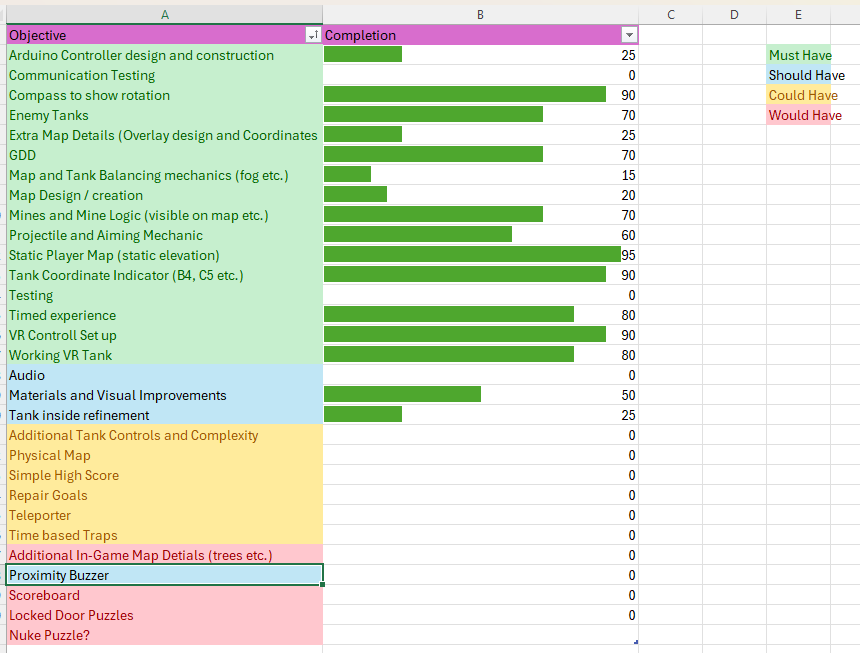 A B C D E
Objective Completion
Arduino Controller design and construction 25 Must Have
Communication Testing 0 Should Have
Compass to show rotation 90 Could Have
Enemy Tanks 70 Would Have
Extra Map Details (Overlay design and Coordinates 25
GDD 70
Map and Tank Balancing mechanics (fog etc.) 15
Map Design / creation 20
Mines and Mine Logic (visible on map etc.) 70
Projectile and Aiming Mechanic 60
Static Player Map (static elevation) 95
Tank Coordinate Indicator (B4, C5 etc.) 90
Testing 0
Timed experience 80
VR Controll Set up 90
Working VR Tank 80
Audio 0
Materials and Visual Improvements 50
Tank inside refinement 25
Additional Tank Controls and Complexity 0
Physical Map 0
Simple High Score 0
Repair Goals 0
Teleporter 0
Time based Traps 0
Additional In-Game Map Detials (trees etc.) 0
Proximity Buzzer 0
Scoreboard 0
Locked Door Puzzles 0
Nuke Puzzle?